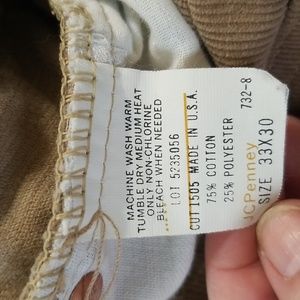 MACHINE WASH WARM
TUMBLE DRY MEDIUM HEAT
ONLY NON-CHLORINE
BLEACH WHEN NEEDED
LOT 5235056
CUT 1505 MADE IN U.S.A.
75% COTTON
25% POLYESTER 732-8
JCPenney
SIZE 33X30